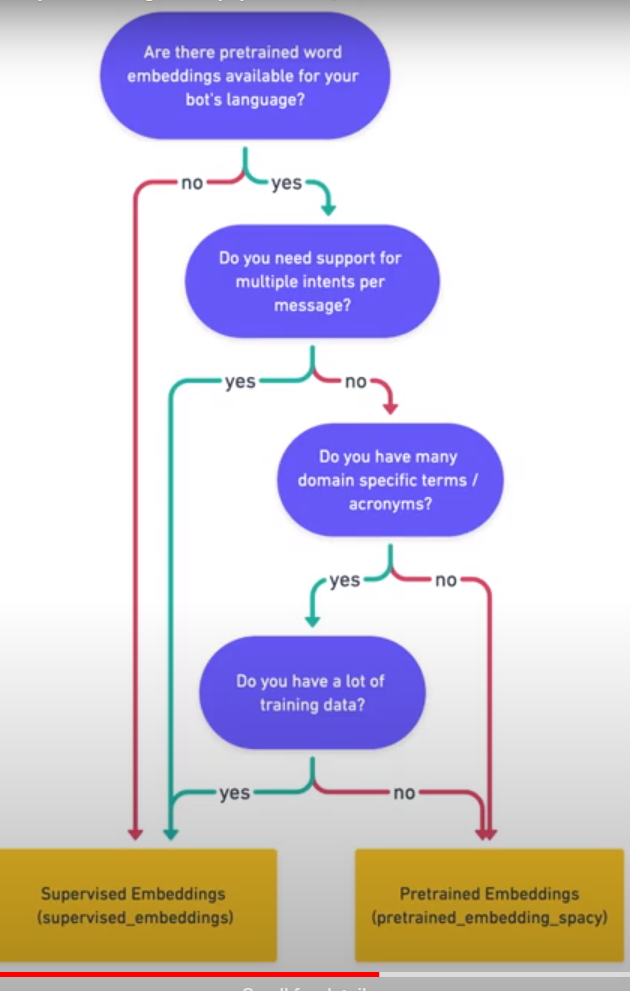 Are there pretrained word
embeddings available for your
bot's language?
no
yes
Do you need support for
multiple intents per
message?
yes
no
Do you have many
domain specific terms /
acronyms?
yes
no
Do you have a lot of
training data?
yes
no
Supervised Embeddings
(supervised_embeddings)
Pretrained Embeddings
(pretrained_embedding_spacy)